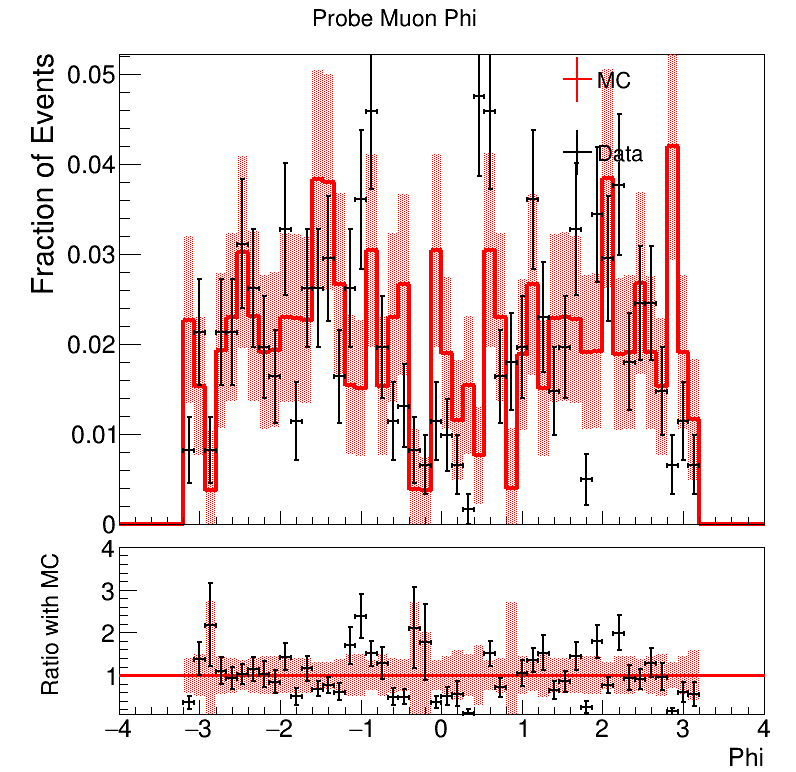 Probe Muon Phi
Fraction of Events
0.05
0.04
0.03
0.02
0.01
0
MC
Data
Ratio with MC
4
3
2
1
−4 −3 −2 −1 0 1 2 3 4
Phi